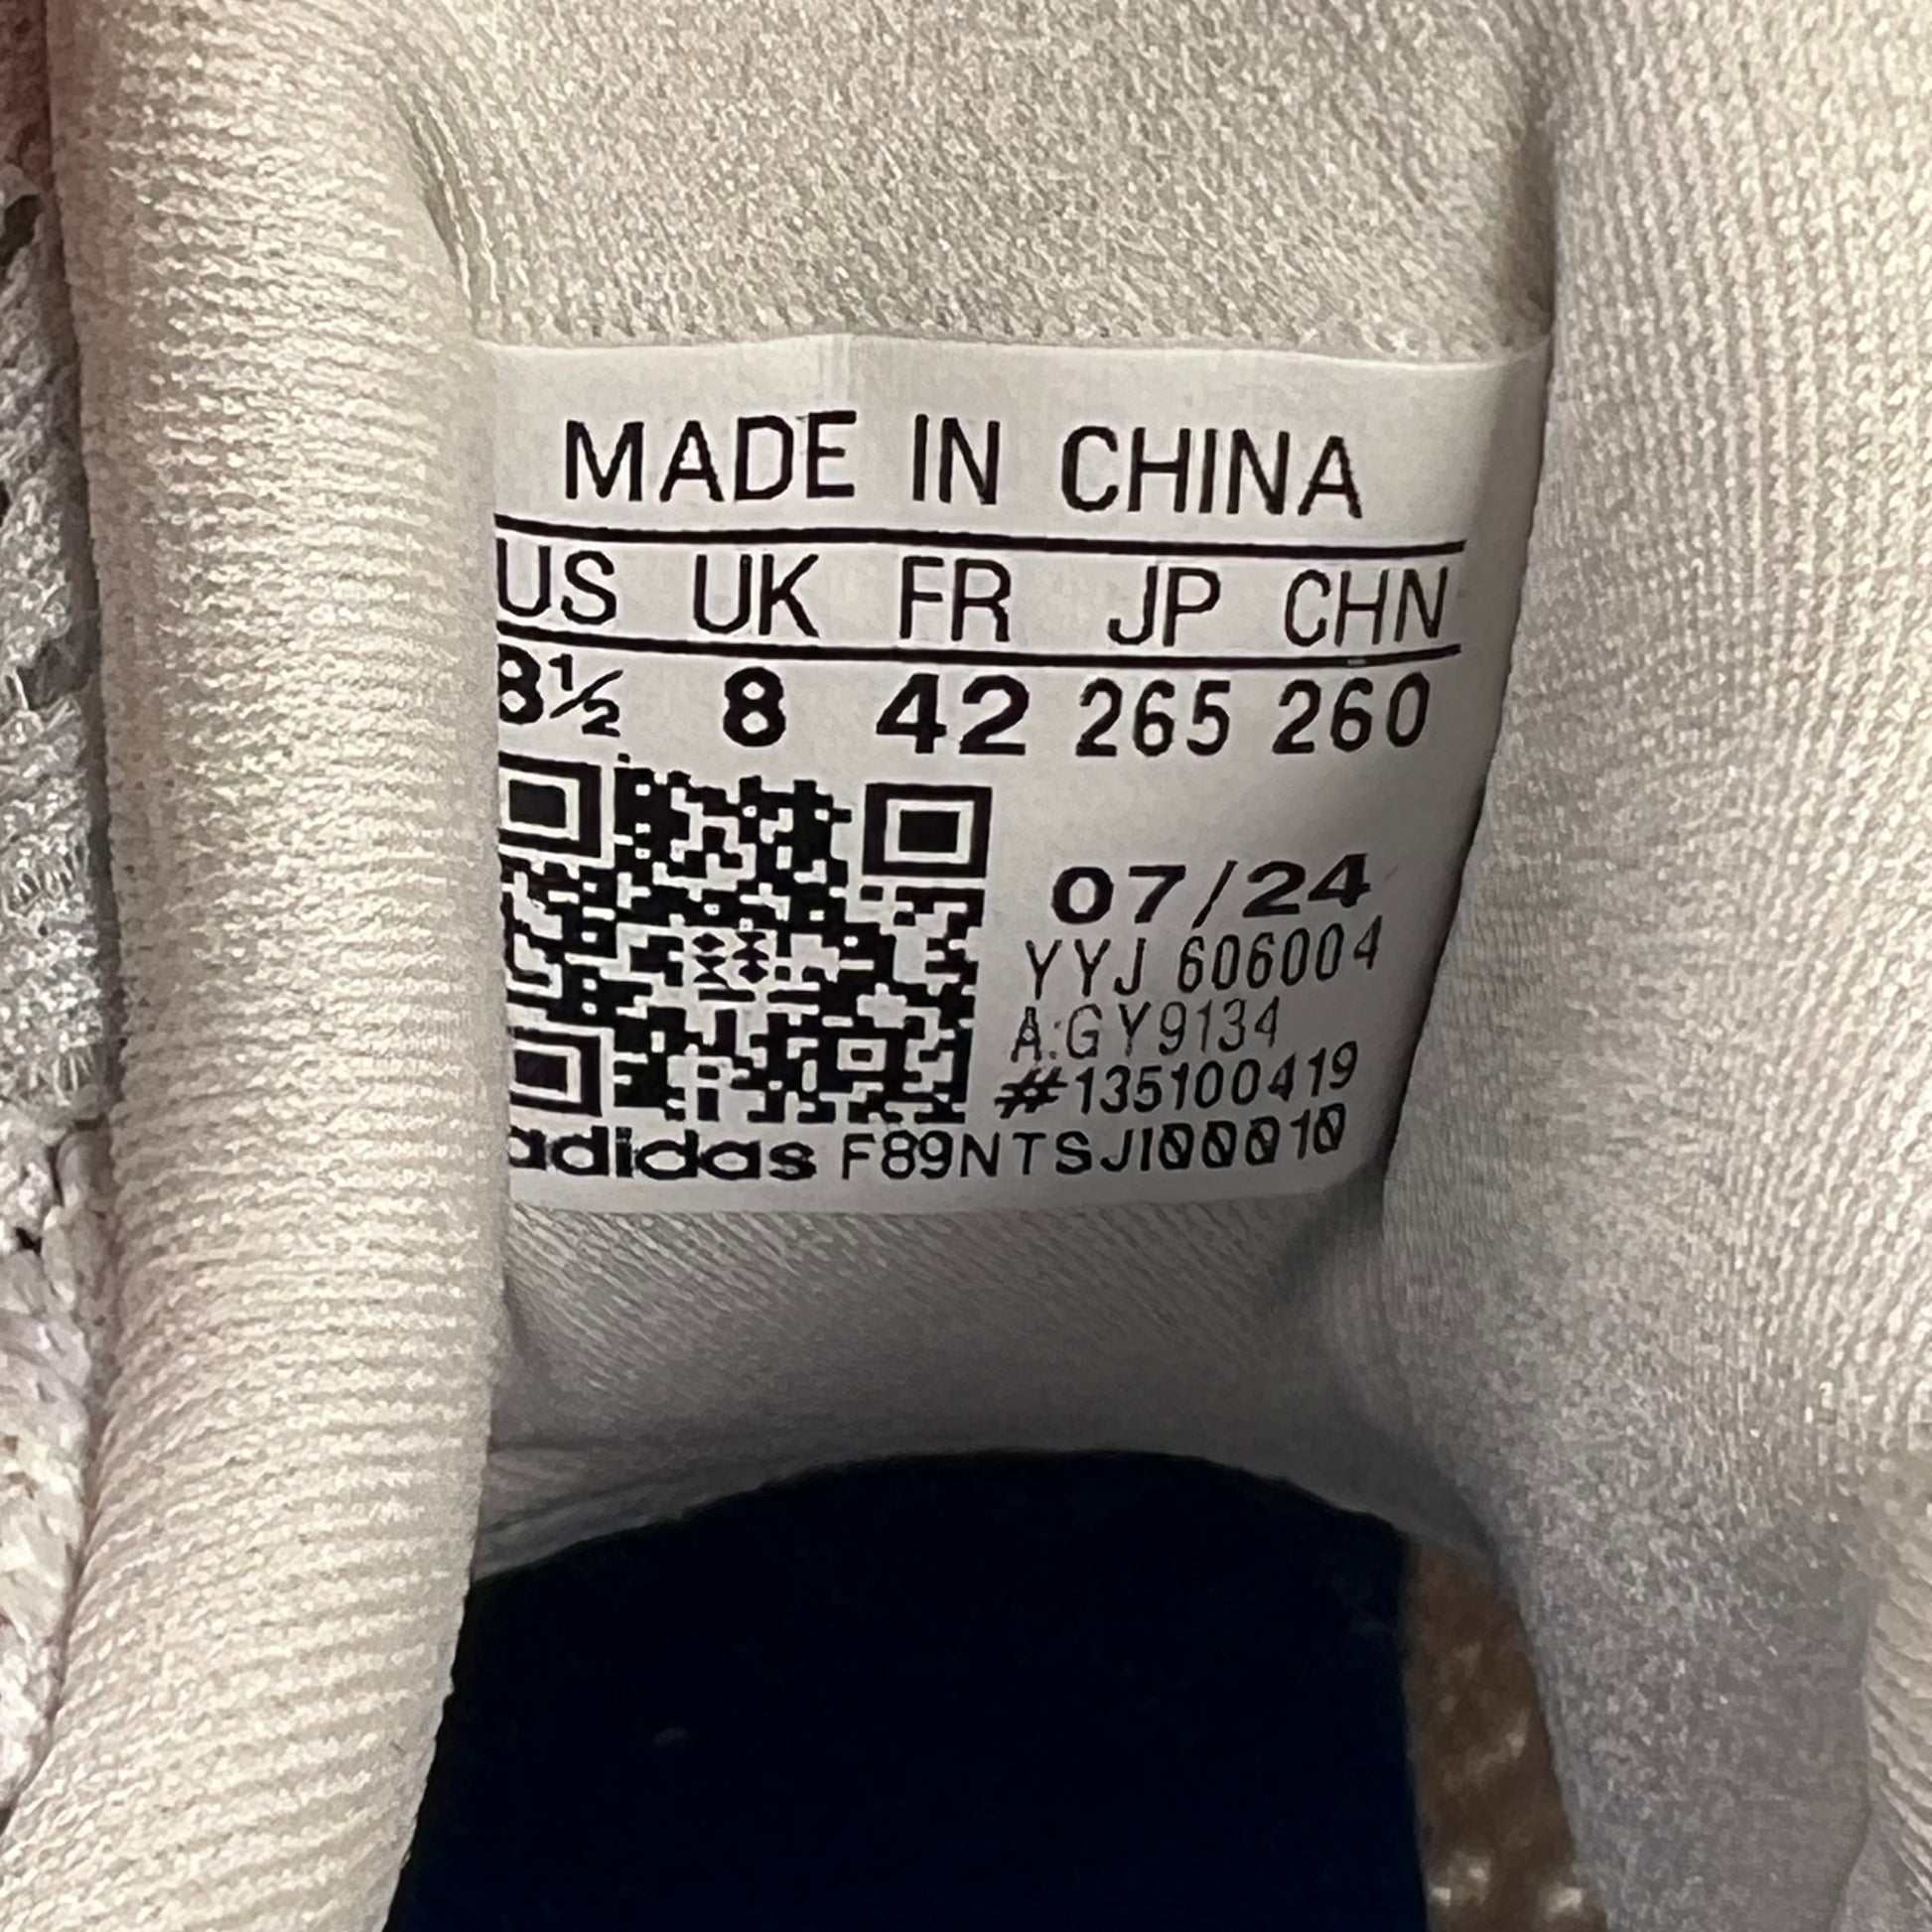 MADE IN CHINA
US UK FR JP CHN
8½ 8 42 265 260
07/24
YYJ 606004
A:GY9134
#135100419
adidas F89NTSJI00010